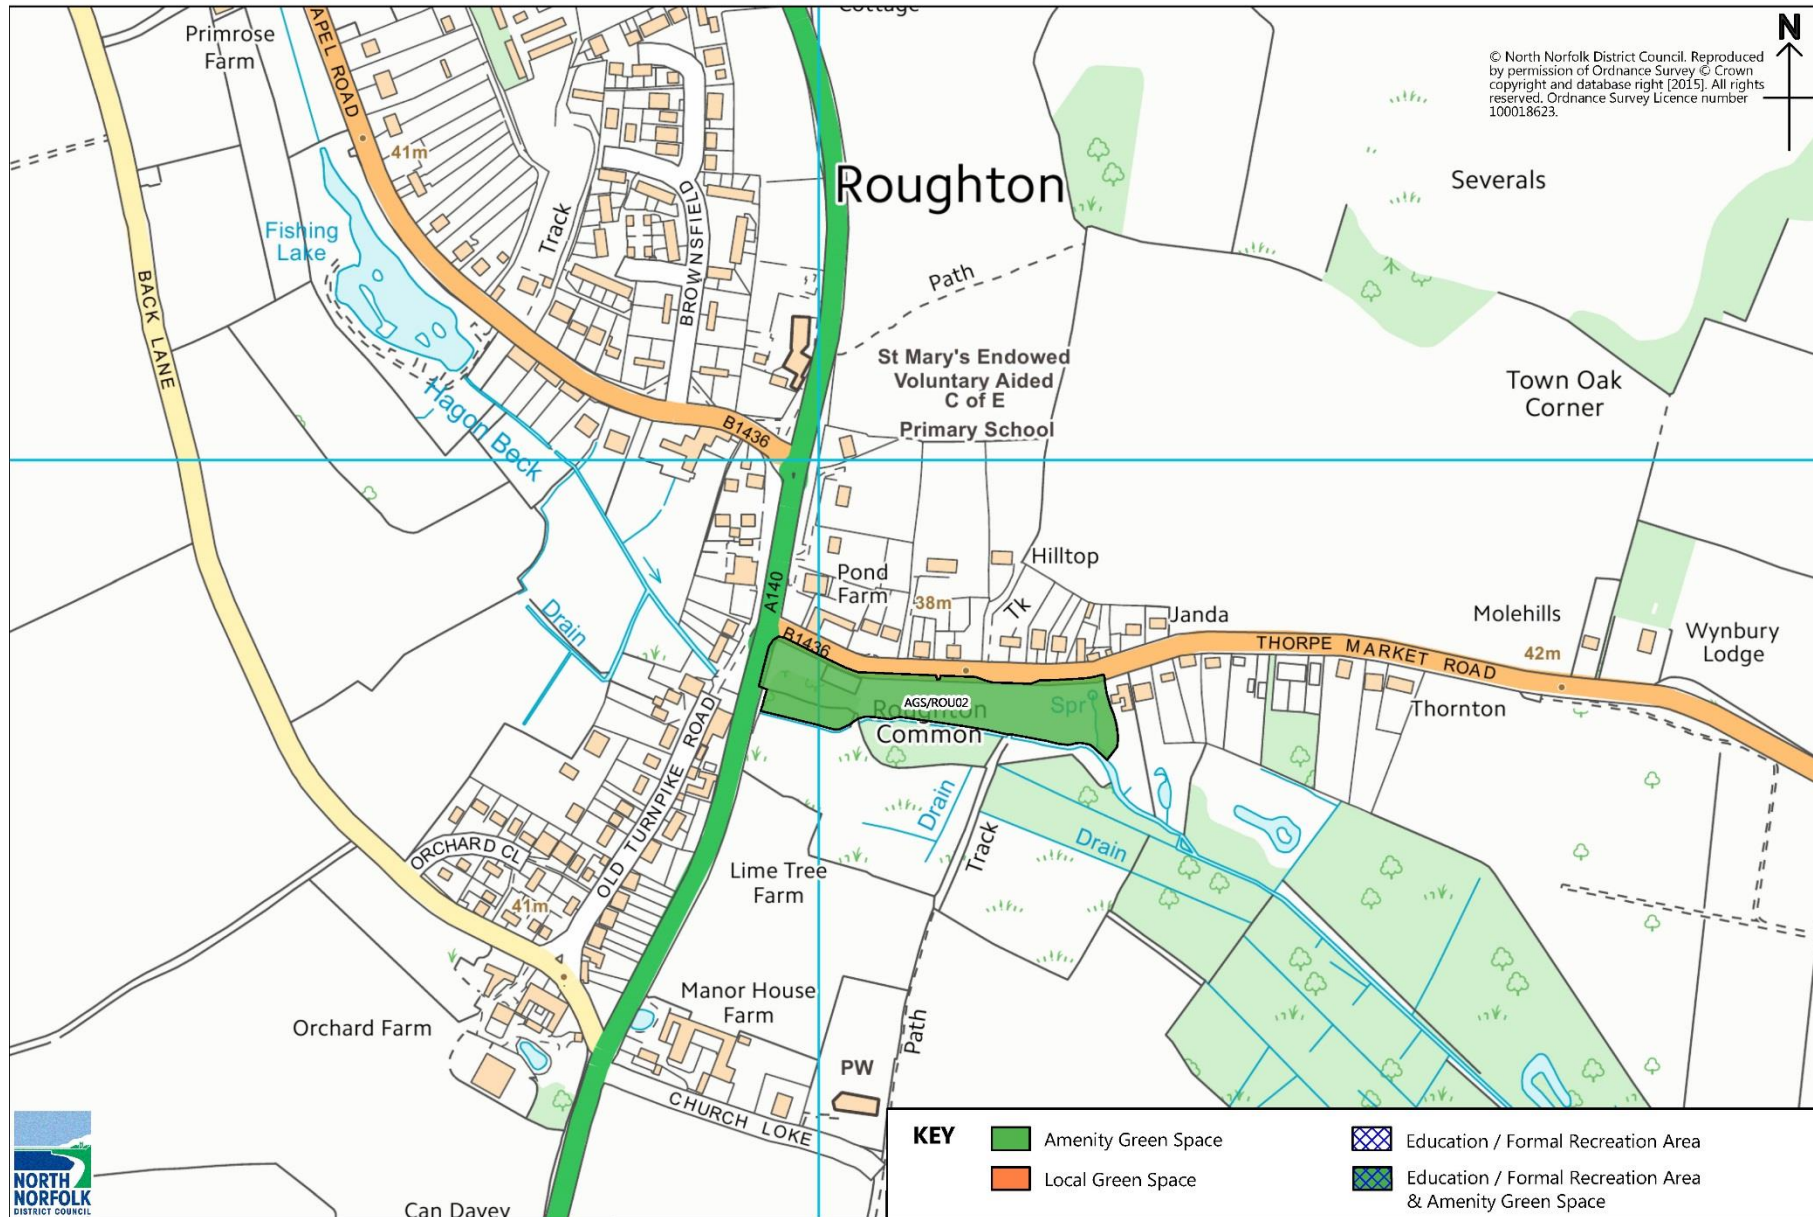 Cottage
Primrose
Farm
APEL ROAD
N
© North Norfolk District Council. Reproduced
by permission of Ordnance Survey © Crown
copyright and database right [2015]. All rights
reserved. Ordnance Survey Licence number
100018623.
41m
Roughton
Severals
Fishing
Lake
Track
BROWNSFIELD
Path
BACK LANE
St Mary's Endowed
Voluntary Aided
C of E
Primary School
Town Oak
Corner
Hagon Beck
B1436
Hilltop
Pond
Farm
A140
38m
Tk
Janda
Molehills
Wynbury
Lodge
Drain
B1436
THORPE MARKET ROAD
42m
AGS/ROU02
Roughton
Common
Spr
Thornton
OLD TURNPIKE ROAD
Drain
Drain
Track
ORCHARD CL
Lime Tree
Farm
41m
Manor House
Farm
Orchard Farm
Path
PW
CHURCH LOKE
Can Davey
NORTH
NORFOLK
DISTRICT COUNCIL
KEY
Amenity Green Space
Local Green Space
Education / Formal Recreation Area
Education / Formal Recreation Area
& Amenity Green Space